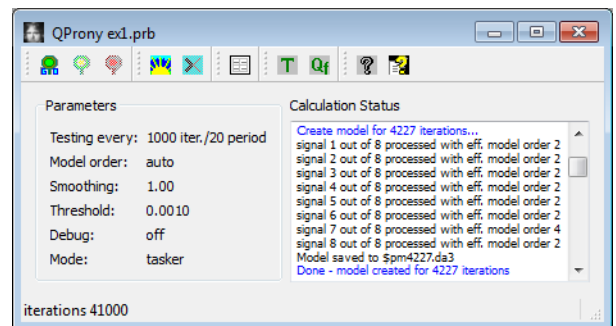 QProny ex1.prb
T Qf ? ?
Parameters
Testing every: 1000 iter./20 period
Model order: auto
Smoothing: 1.00
Threshold: 0.0010
Debug: off
Mode: tasker
Calculation Status
Create model for 4227 iterations...
signal 1 out of 8 processed with eff. model order 2
signal 2 out of 8 processed with eff. model order 2
signal 3 out of 8 processed with eff. model order 2
signal 4 out of 8 processed with eff. model order 2
signal 5 out of 8 processed with eff. model order 2
signal 6 out of 8 processed with eff. model order 2
signal 7 out of 8 processed with eff. model order 4
signal 8 out of 8 processed with eff. model order 2
Model saved to $pm4227.da3
Done - model created for 4227 iterations
iterations 41000